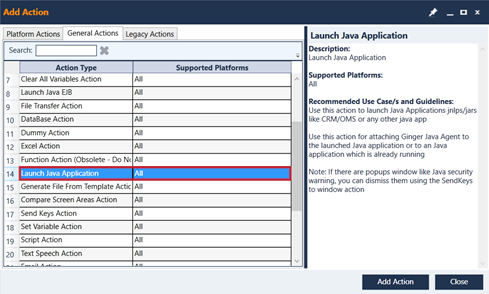 Add Action
Platform Actions General Actions Legacy Actions
Search:
Action Type Supported Platforms
7 Clear All Variables Action All
8 Launch Java EJB All
9 File Transfer Action All
10 DataBase Action All
11 Dummy Action All
12 Excel Action All
13 Function Action (Obsolete - Do No All
14 Launch Java Application All
15 Generate File From Template Actio All
16 Compare Screen Areas Action All
17 Send Keys Action All
18 Set Variable Action All
19 Script Action All
20 Text Speech Action All
Email Action All
Launch Java Application
Description:
Launch Java Application
Supported Platforms:
All
Recommended Use Case/s and Guidelines:
Use this action to launch Java Applications jnlps/jars
like CRM/OMS or any other java app
Use this action for attaching Ginger Java Agent to
the launched Java application or to an Java
application which is already running
Note: If there are popups window like Java security
warning, you can dismiss them using the SendKeys
to window action
Add Action Close